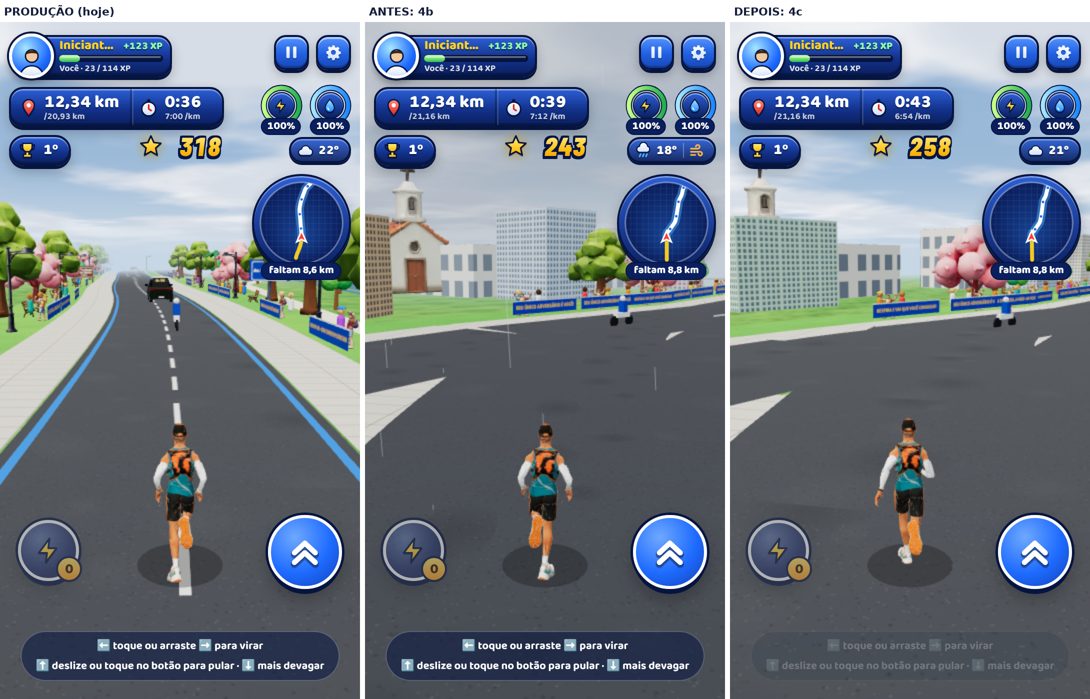 PRODUÇÃO (hoje)
Iniciant... +123 XP
Você · 23 / 114 XP
12,34 km
/20,93 km
0:36
7:00 /km
100%
100%
1°
318
22°
faltam 8,6 km
0
⬅ toque ou arraste ➡ para virar
⬆ deslize ou toque no botão para pular · ⬇ mais devagar
ANTES: 4b
Iniciant... +123 XP
Você · 23 / 114 XP
12,34 km
/21,16 km
0:39
7:12 /km
100%
100%
1°
243
18°
faltam 8,8 km
0
⬅ toque ou arraste ➡ para virar
⬆ deslize ou toque no botão para pular · ⬇ mais devagar
DEPOIS: 4c
Iniciant... +123 XP
Você · 23 / 114 XP
12,34 km
/21,16 km
0:43
6:54 /km
100%
100%
1°
258
21°
faltam 8,8 km
0
⬅ toque ou arraste ➡ para virar
⬆ deslize ou toque no botão para pular · ⬇ mais devagar